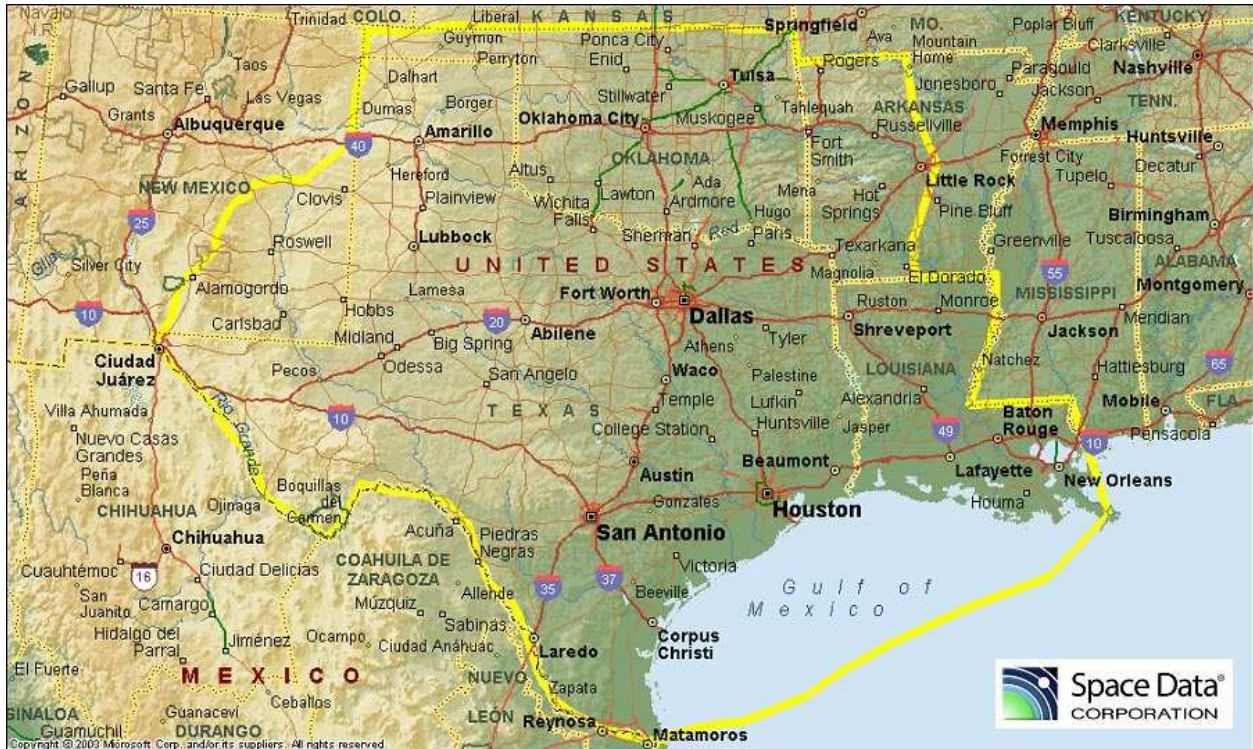 Navajo
Trinidad
COLO.
Liberal
K A N S A S
Springfield
MO.
Poplar Bluff
KENTUCKY
Guymon
Ponca City
Ava
Mountain
Home
Clarksville
Taos
Perryton
Enid
Rogers
Nashville
Dalhart
Tulsa
Jonesboro
Paragould
Gallup
Santa Fe
Las Vegas
Stillwater
Tahlequah
ARKANSAS
Jackson
TENN.
Grants
Dumas
Borger
Muskogee
Russellville
Albuquerque
Amarillo
Oklahoma City
Memphis
Huntsville
40
Fort
Smith
Forrest City
Decatur
ARIZONA
NEW MEXICO
Hereford
Altus
OKLAHOMA
Little Rock
Tupelo
Clovis
Plainview
Lawton
Ada
Mena
Hot
Springs
Wichita
Falls
Ardmore
Hugo
Pine Bluff
Birmingham
25
Roswell
Lubbock
Sherman
Red
Paris
Texarkana
Greenville
Tuscaloosa
Gila
Silver City
U N I T E D S T A T E S
Magnolia
El Dorado
55
ALABAMA
Alamogordo
Lamesa
Fort Worth
Ruston
Monroe
MISSISSIPPI
Montgomery
10
Carlsbad
Hobbs
20
Abilene
Dallas
Shreveport
Jackson
Meridian
Midland
Big Spring
Tyler
Ciudad
Juárez
Odessa
Athens
Natchez
Pecos
San Angelo
Waco
Palestine
LOUISIANA
Hattiesburg
65
Villa Ahumada
Rio Grande
T E X A S
Temple
Lufkin
Alexandria
Baton
Rouge
Mobile
FLA
Nuevo Casas
Grandes
10
College Station
Huntsville
Jasper
49
10
Pensacola
Peña
Blanca
Austin
Beaumont
Lafayette
New Orleans
Boquillas
del
Carmen
CHIHUAHUA
Ojinaga
Gonzales
Houston
Houma
Acuña
Piedras
Negras
San Antonio
Chihuahua
Cuauhtémoc
COAHUILA DE
ZARAGOZA
Victoria
16
Ciudad Delicias
35
37
Gulf of
Mexico
San
Juanito
Camargo
Allende
Beeville
Múzquiz
Hidalgo del
Parral
Jiménez
Ocampo
Sabinas
Ciudad Anáhuac
Corpus
Christi
Laredo
El Fuerte
M E X I C O
NUEVO
LEÓN
Zapata
Space Data®
CORPORATION
Ceballos
SINALOA
Guanaceví
Reynosa
Guamúchil
DURANGO
Matamoros
Copyright © 2003 Microsoft Corp. and/or its suppliers. All rights reserved.